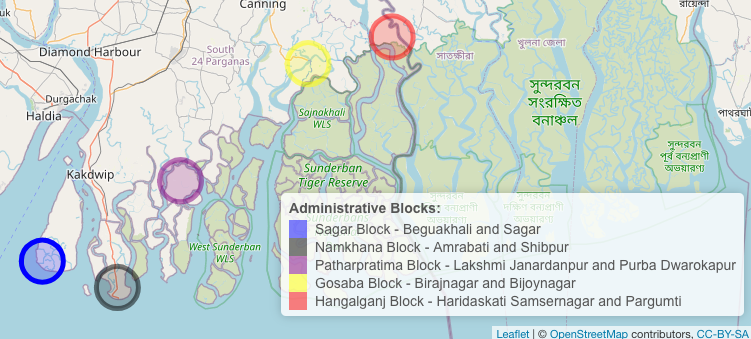 Canning
রায়েন্দা
Diamond Harbour
South
24 Parganas
সাতক্ষীরা
খুলনা জেলা
Durgachak
Haldia
Sajnakhali
WLS
সুন্দরবন
সংরক্ষিত
বনাঞ্চল
পাথরঘাটা
সুন্দরবন
পূর্ব বন্যপ্রাণী
অভয়ারণ্য
Kakdwip
Sunderban
Tiger Reserve
West Sunderban
WLS
Administrative Blocks:
Sagar Block - Beguakhali and Sagar
Namkhana Block - Amrabati and Shibpur
Patharpratima Block - Lakshmi Janardanpur and Purba Dwarokapur
Gosaba Block - Birajnagar and Bijoynagar
Hangalganj Block - Haridaskati Samsernagar and Pargumti
Leaflet | © OpenStreetMap contributors, CC-BY-SA